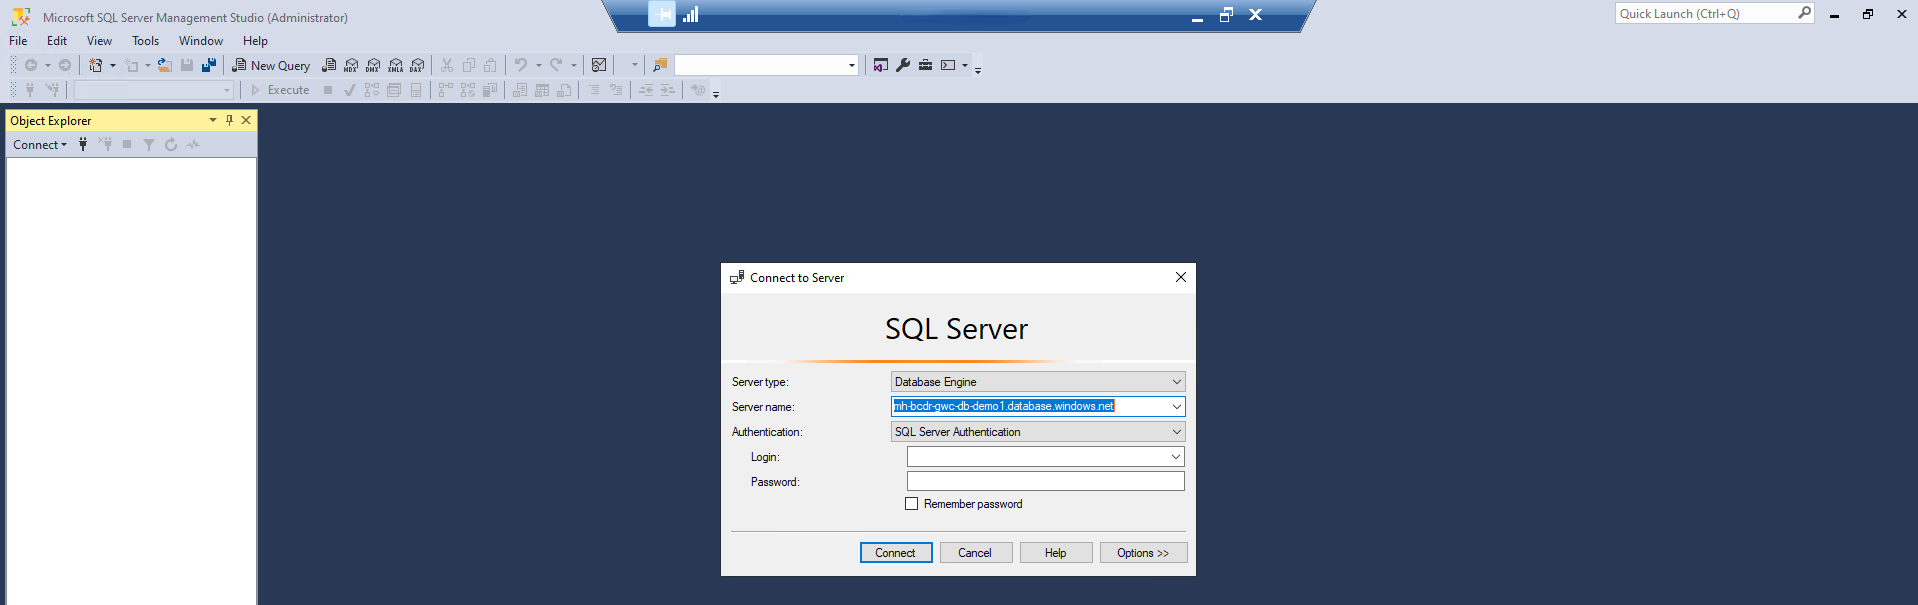 Microsoft SQL Server Management Studio (Administrator)
Quick Launch (Ctrl+Q)
File Edit View Tools Window Help
New Query MDX DMX XMLA DAX
Execute
Object Explorer
Connect
Connect to Server
SQL Server
Server type: Database Engine
Server name: mh-bcdr-gwc-db-demo1.database.windows.net
Authentication: SQL Server Authentication
Login:
Password:
Remember password
Connect Cancel Help Options >>